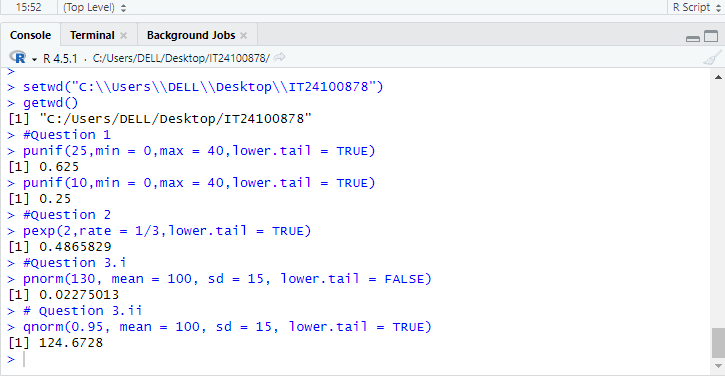 15:52 (Top Level) R Script
Console Terminal × Background Jobs ×
R 4.5.1 · C:/Users/DELL/Desktop/IT24100878/
>
> setwd("C:\\Users\\DELL\\Desktop\\IT24100878")
> getwd()
[1] "C:/Users/DELL/Desktop/IT24100878"
> #Question 1
> punif(25,min = 0,max = 40,lower.tail = TRUE)
[1] 0.625
> punif(10,min = 0,max = 40,lower.tail = TRUE)
[1] 0.25
> #Question 2
> pexp(2,rate = 1/3,lower.tail = TRUE)
[1] 0.4865829
> #Question 3.i
> pnorm(130, mean = 100, sd = 15, lower.tail = FALSE)
[1] 0.02275013
> # Question 3.ii
> qnorm(0.95, mean = 100, sd = 15, lower.tail = TRUE)
[1] 124.6728
>